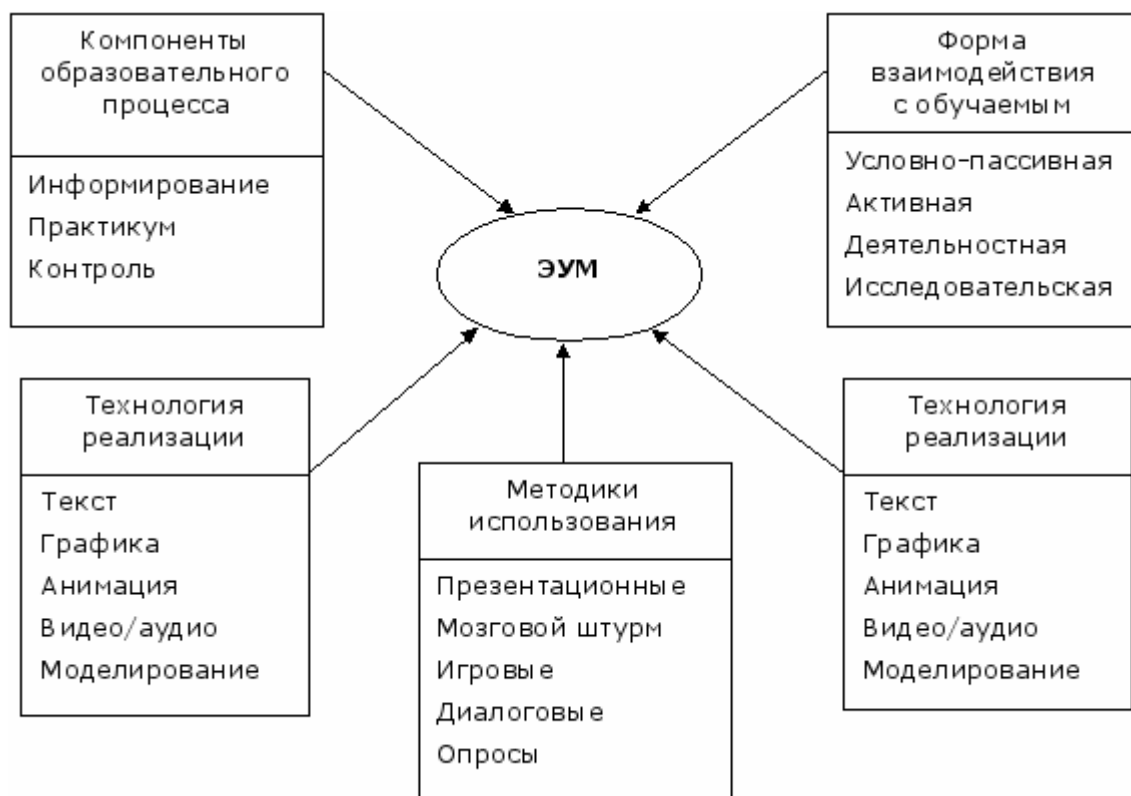 Компоненты
образовательного
процесса
Информирование
Практикум
Контроль
Форма
взаимодействия
с обучаемым
Условно-пассивная
Активная
Деятельностная
Исследовательская
ЭУМ
Технология
реализации
Текст
Графика
Анимация
Видео/аудио
Моделирование
Методики
использования
Презентационные
Мозговой штурм
Игровые
Диалоговые
Опросы
Технология
реализации
Текст
Графика
Анимация
Видео/аудио
Моделирование